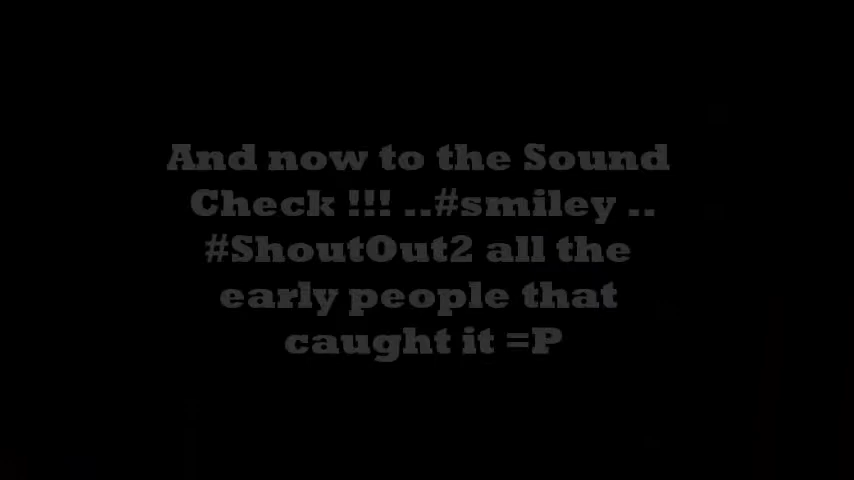 And now to the Sound
Check !!! ..#smiley ..
#ShoutOut2 all the
early people that
caught it =P